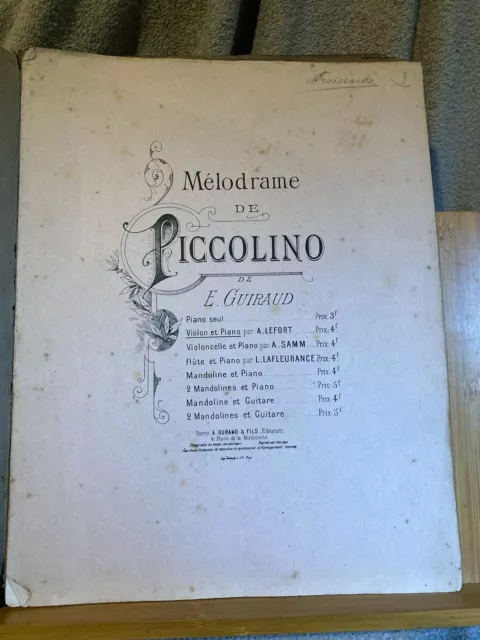 Mélodrame
DE
PICCOLINO
DE
E. GUIRAUD
Piano seul Prix 3f
Violon et Piano par A. LEFORT Prix. 4f
Violoncelle et Piano par A. SAMM Prix. 4f
Flûte et Piano par L. LAFLEURANCE Prix. 4f
Mandoline et Piano Prix. 4f
2 Mandolines et Piano Prix. 5f
Mandoline et Guitare Prix. 4f
2 Mandolines et Guitare Prix. 5f
Paris, A. DURAND & FILS, Editeurs,
4, Place de la Madeleine.